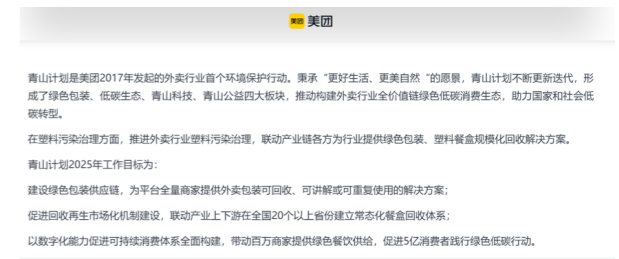 美团 美团
青山计划是美团2017年发起的外卖行业首个环境保护行动。秉承“更好生活、更美自然“的愿景，青山计划不断更新迭代，形
成了绿色包装、低碳生态、青山科技、青山公益四大板块，推动构建外卖行业全价值链绿色低碳消费生态，助力国家和社会低
碳转型。
在塑料污染治理方面，推进外卖行业塑料污染治理，联动产业链各方为行业提供绿色包装、塑料餐盒规模化回收解决方案。
青山计划2025年工作目标为：
建设绿色包装供应链，为平台全量商家提供外卖包装可回收、可讲解或可重复使用的解决方案；
促进回收再生市场化机制建设，联动产业上下游在全国20个以上省份建立常态化餐盒回收体系；
以数字化能力促进可持续消费体系全面构建，带动百万商家提供绿色餐饮供给，促进5亿消费者践行绿色低碳行动。